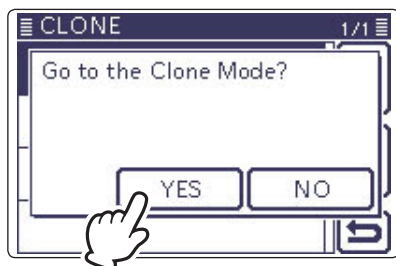 CLONE 1/1
Go to the Clone Mode?
YES NO